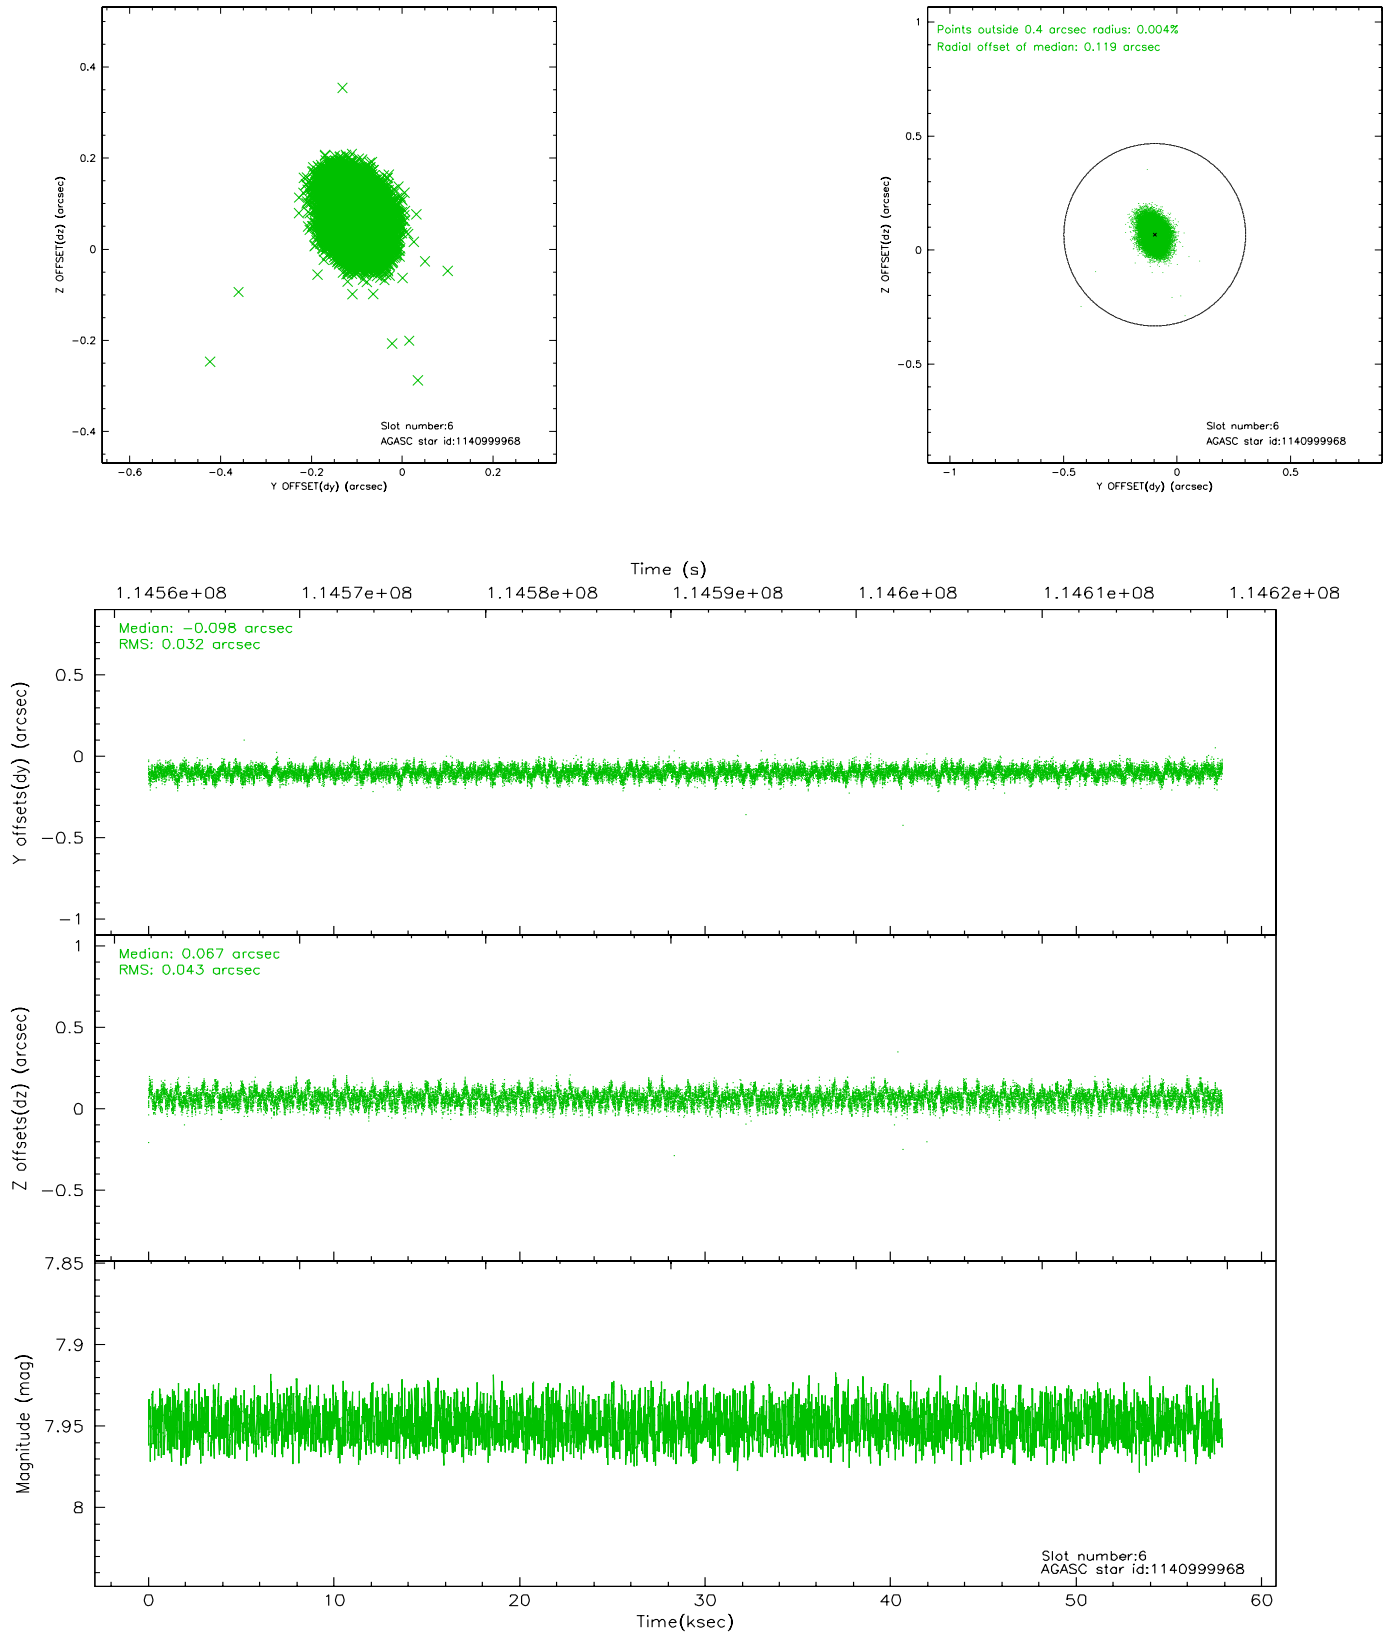 0.4
0.2
0
−0.2
−0.4
Z OFFSET(dz) (arcsec)
Slot number:6
AGASC star id:1140999968
−0.6
−0.4
−0.2
0
0.2
Y OFFSET(dy) (arcsec)
Points outside 0.4 arcsec radius: 0.004%
Radial offset of median: 0.119 arcsec
1
0.5
0
−0.5
Z OFFSET(dz) (arcsec)
Slot number:6
AGASC star id:1140999968
−1
−0.5
0
0.5
Y OFFSET(dy) (arcsec)
Time (s)
1.1456e+08
1.1457e+08
1.1458e+08
1.1459e+08
1.146e+08
1.1461e+08
1.1462e+08
Median: −0.098 arcsec
RMS: 0.032 arcsec
0.5
0
−0.5
−1
Y offsets(dy) (arcsec)
Median: 0.067 arcsec
RMS: 0.043 arcsec
1
0.5
0
−0.5
Z offsets(dz) (arcsec)
7.85
7.9
7.95
8
Magnitude (mag)
Slot number:6
AGASC star id:1140999968
0
10
20
30
40
50
60
Time(ksec)